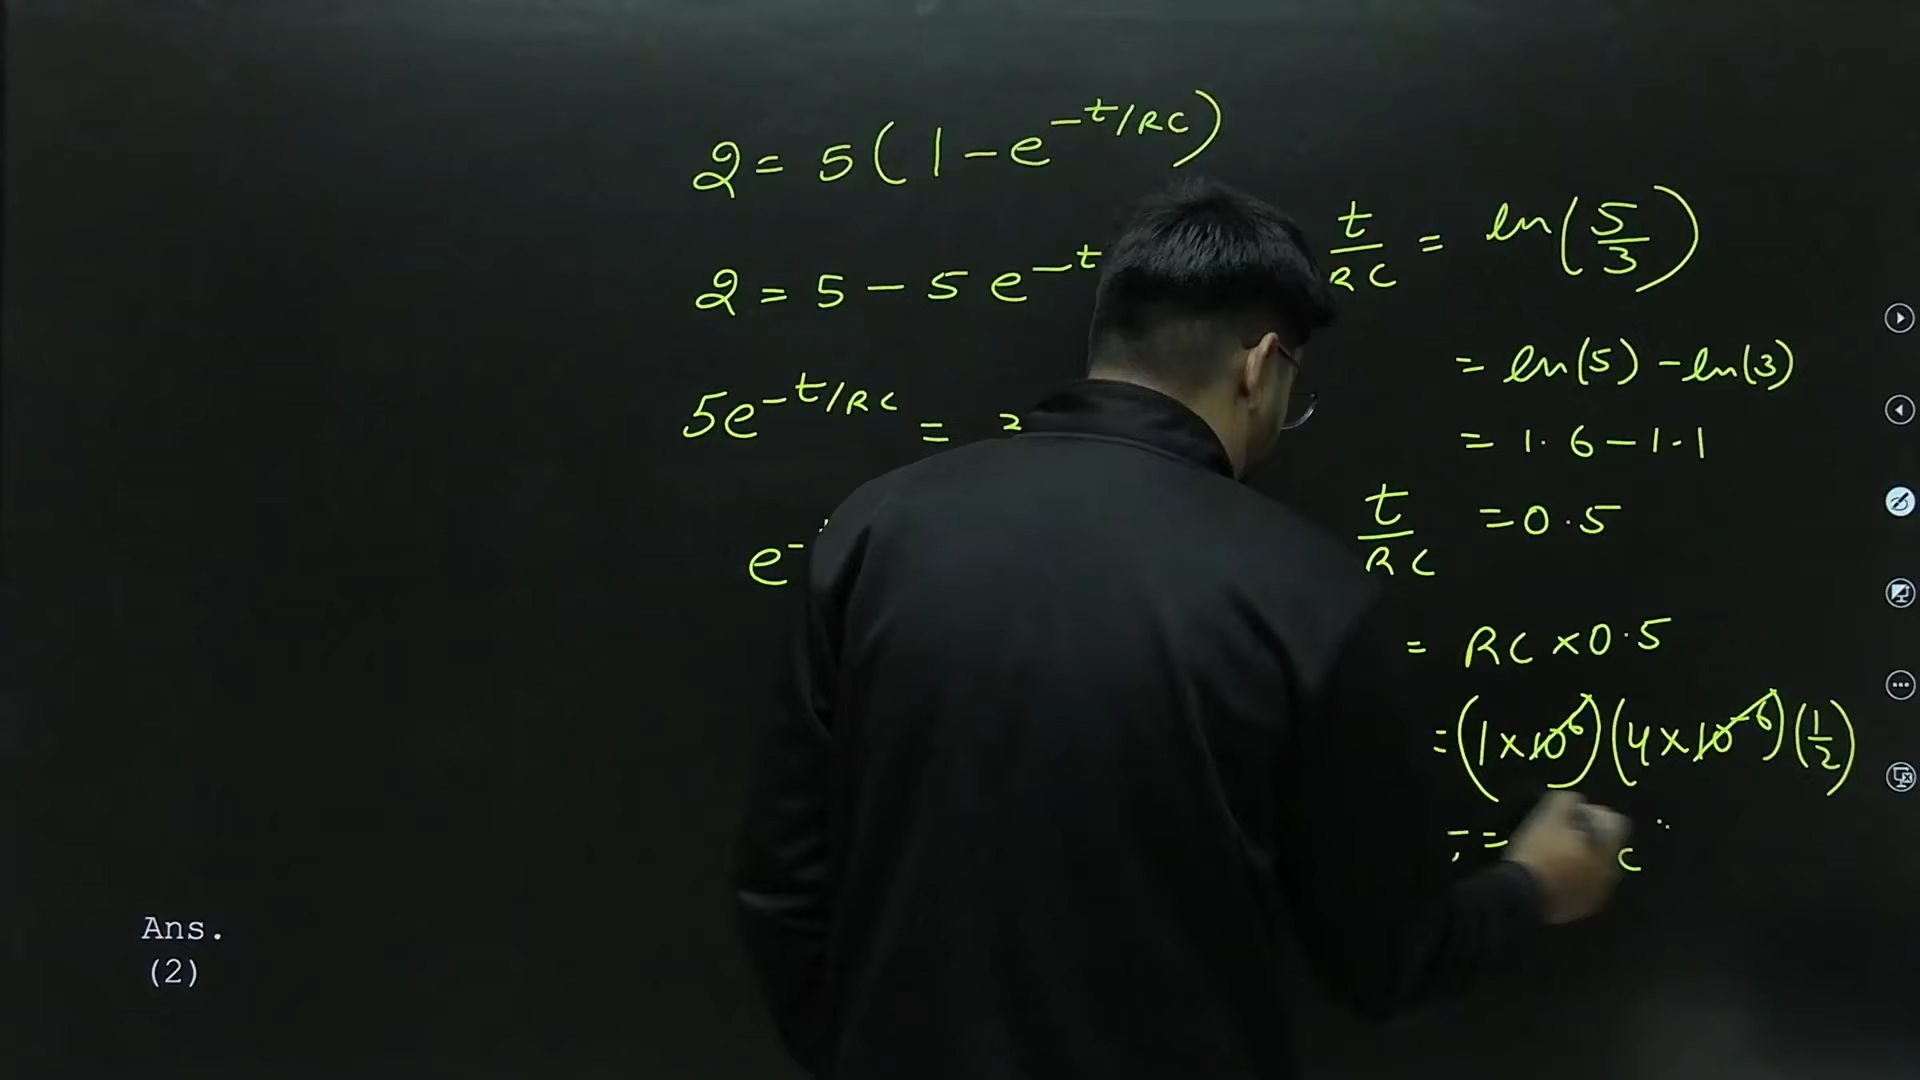 2 = 5 ( 1 - e^{-t/RC} )
2 = 5 - 5 e^{-t
5e^{-t/RC} =
e^{-
t/RC = ln(5/3)
= ln(5) - ln(3)
= 1.6 - 1.1
t/RC = 0.5
= RC × 0.5
= (1 × 10^6) (4 × 10^{-6}) (1/2)
=
c
Ans.
(2)